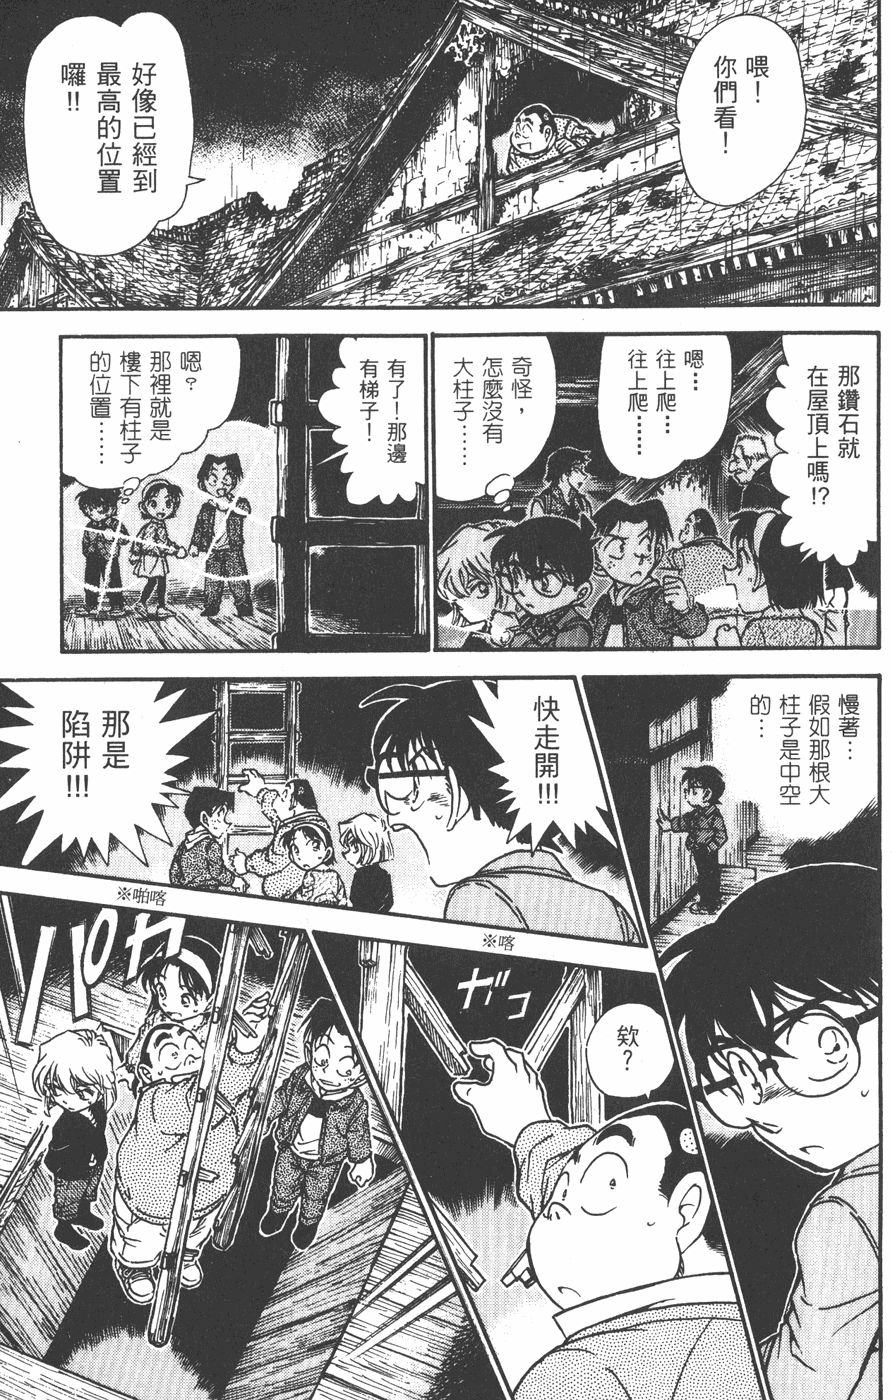 喂！
你們看！
好像已經到
最高的位置
囉!!
那鑽石就
在屋頂上嗎!?
嗯…
往上爬…
往上爬……
奇怪，
怎麼沒有
大柱子……
有了！那邊
有梯子！
嗯？
那裡就是
樓下有柱子
的位置……
慢著…
假如那根大
柱子是中空
的…
快走開!!!
那是
陷阱!!!
※喀
ガコ
欸？
※啪喀
パカ